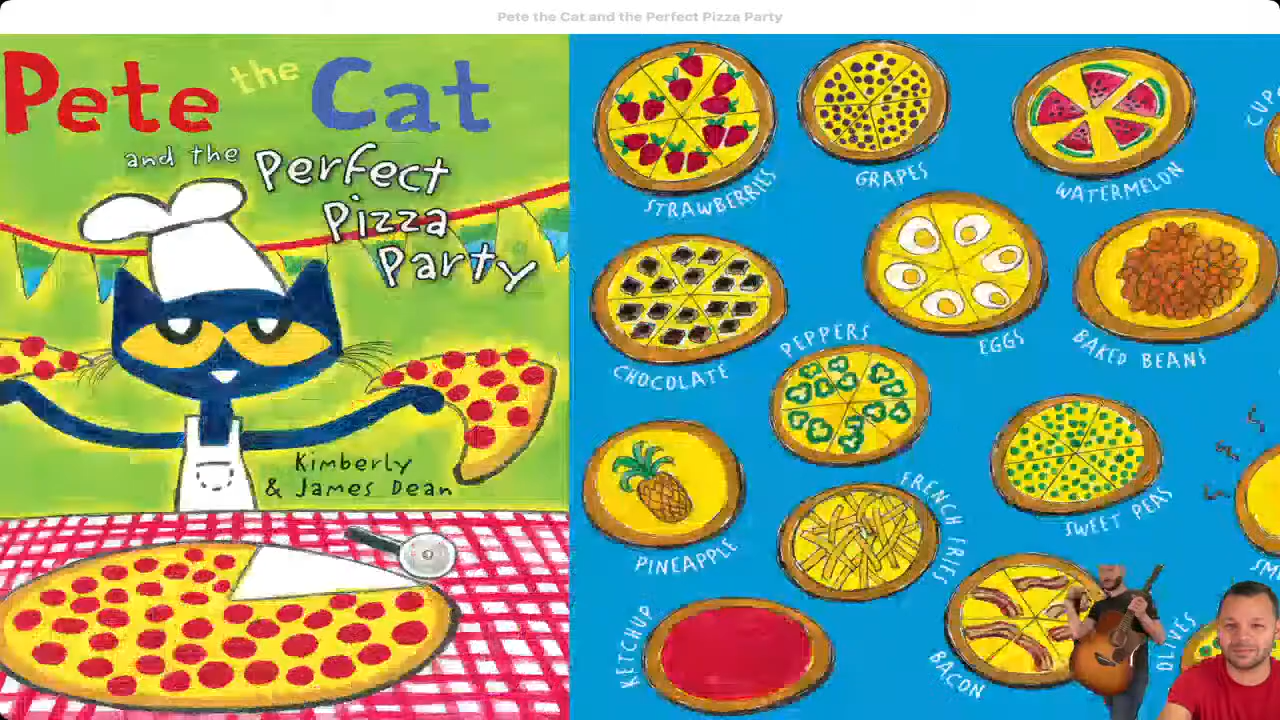 Pete the Cat and the Perfect Pizza Party
Pete the Cat
and the Perfect
Pizza
Party
Kimberly
& James Dean
STRAWBERRIES
GRAPES
WATERMELON
CHOCOLATE
EGGS
BAKED BEANS
PEPPERS
PINEAPPLE
FRENCH FRIES
SWEET PEAS
KETCHUP
BACON
OLIVES